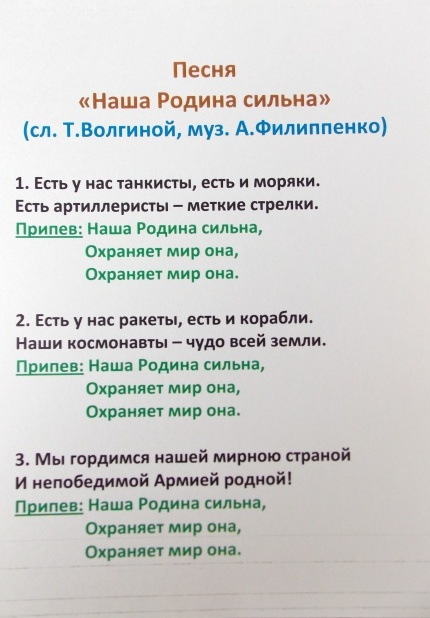 Песня
«Наша Родина сильна»
(сл. Т.Волгиной, муз. А.Филиппенко)
1. Есть у нас танкисты, есть и моряки.
Есть артиллеристы – меткие стрелки.
Припев: Наша Родина сильна,
Охраняет мир она,
Охраняет мир она.
2. Есть у нас ракеты, есть и корабли.
Наши космонавты – чудо всей земли.
Припев: Наша Родина сильна,
Охраняет мир она,
Охраняет мир она.
3. Мы гордимся нашей мирною страной
И непобедимой Армией родной!
Припев: Наша Родина сильна,
Охраняет мир она,
Охраняет мир она.